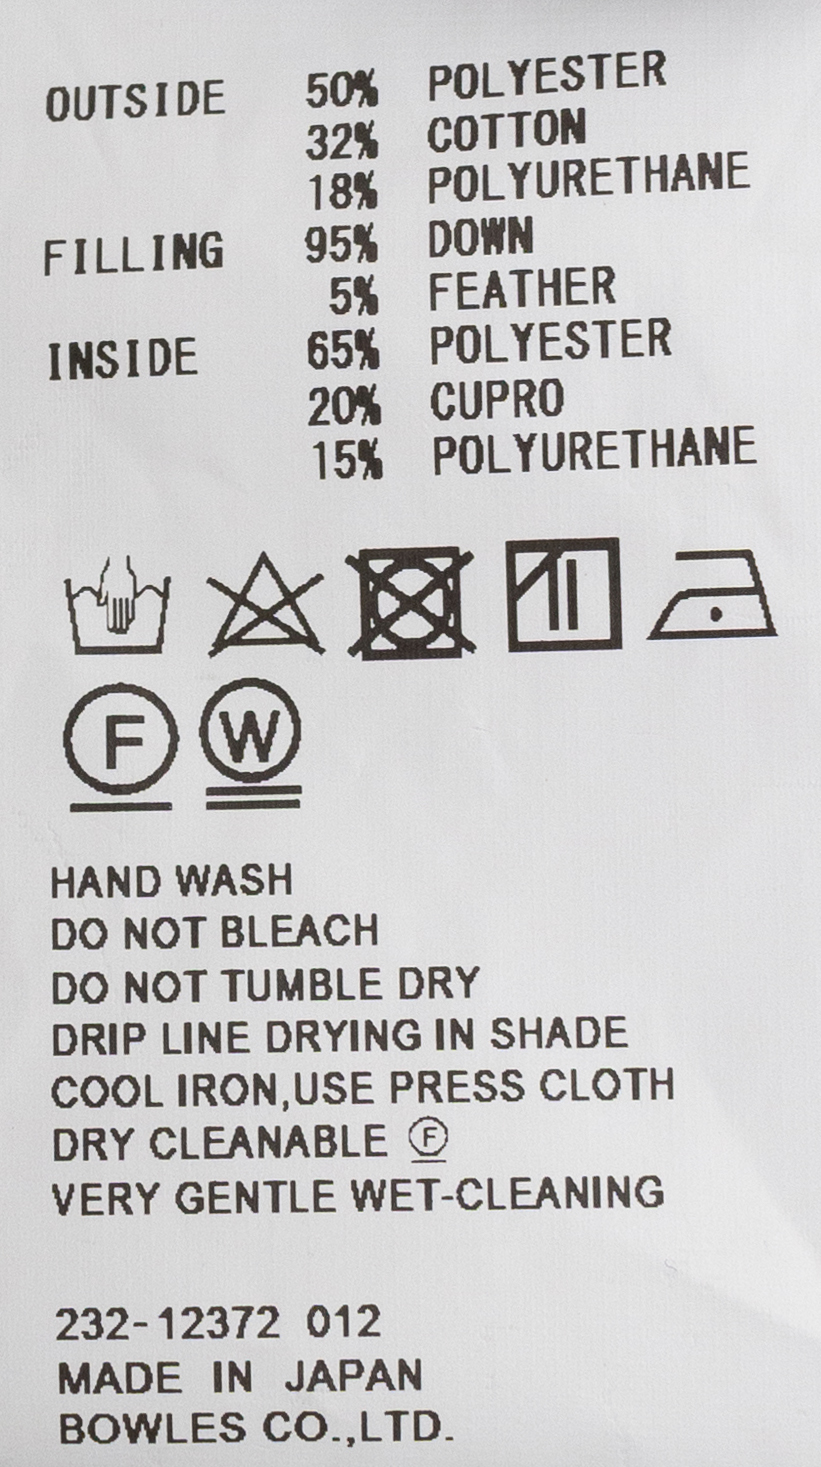 OUTSIDE 50% POLYESTER
32% COTTON
18% POLYURETHANE
FILLING 95% DOWN
5% FEATHER
INSIDE 65% POLYESTER
20% CUPRO
15% POLYURETHANE
F W
HAND WASH
DO NOT BLEACH
DO NOT TUMBLE DRY
DRIP LINE DRYING IN SHADE
COOL IRON,USE PRESS CLOTH
DRY CLEANABLE Ⓕ
VERY GENTLE WET-CLEANING
232-12372 012
MADE IN JAPAN
BOWLES CO.,LTD.